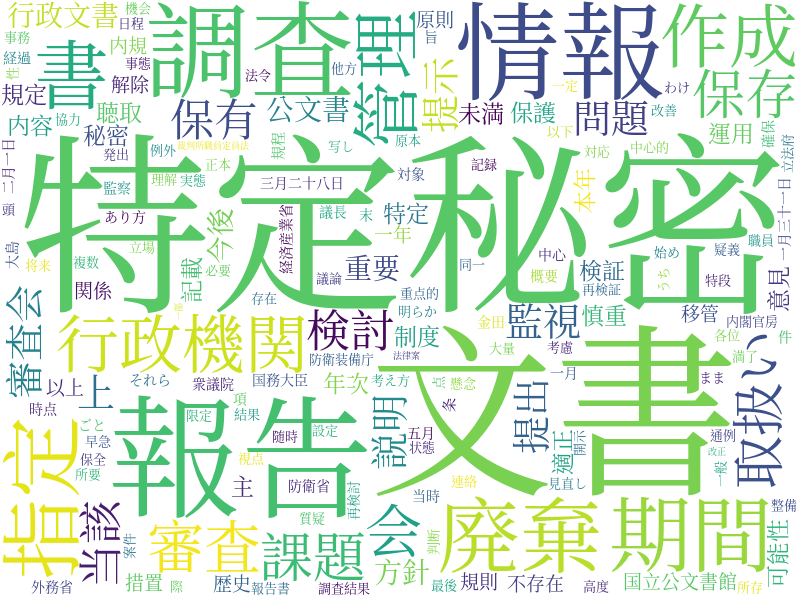 行政文書
機会
日程
原則
旨
調査
情報
作成
事務
経過
性
事態
内規
書
管理
提示
他方
一定
わけ
規定
解除
法令
保存
聴取
保有
公文書
未満
保護
問題
改善
内容
協力
秘密
原本
以下
運用
確保
発出
例外
裁判所職員定員法
正本
写し
規程
対応
中心的
立法府
二月一日
監察
理解
実態
三月二十八日
対象
記録
本年
特定秘密
頭
あり方
議長
末
特定
一月三十一日
大島
立場
今後
経済産業省
一年
中心
始め
疑義
職員
将来
複数
必要
議論
重要
同一
概要
検証
再検証
うち
特段
意見
審査会
関係
記載
存在
重点的
明らか
監視
慎重
移管
内閣官房
件
行政機関
一層
検討
制度
金田
考慮
各位
満了
防衛装備庁
法律案
大量
以上
上
それら
衆議院
国務大臣
年次
考え方
点
懸念
一月
まま
文書
取扱い
時点
ごと
早急
保全
所要
報告
限定
項
結果
随時
設定
説明
五月
状態
条
提出
適正
通例
開示
一般
改正
指定
視点
主
防衛省
連絡
見直し
当該
案件
審査
質疑
再検討
会
当時
判断
廃棄
期間
整備
可能性
課題
方針
外務省
措置
際
歴史
報告書
調査結果
最後
規則
高度
不存在
国立公文書館
所存